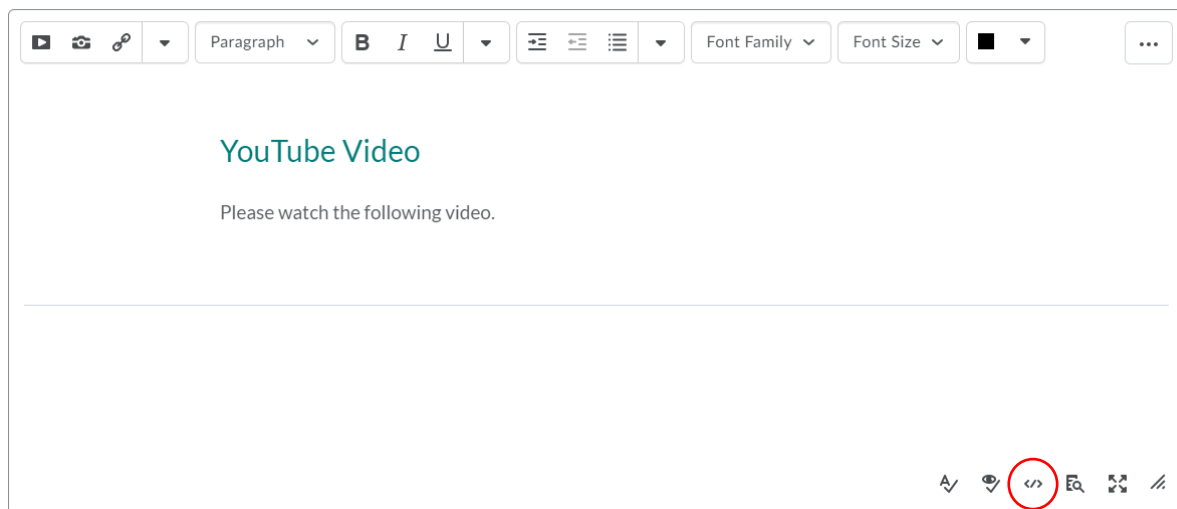 Paragraph B I U Font Family Font Size ...
YouTube Video
Please watch the following video.